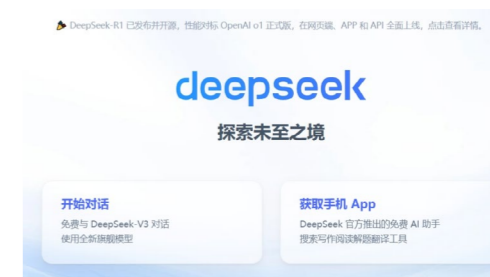 DeepSeek-R1 已发布并开源，性能对标 OpenAI o1 正式版，在网页端、APP 和 API 全面上线，点击查看详情。
deepseek
探索未至之境
开始对话
免费与 DeepSeek-V3 对话
使用全新旗舰模型
获取手机 App
DeepSeek 官方推出的免费 AI 助手
搜索写作阅读解题翻译工具